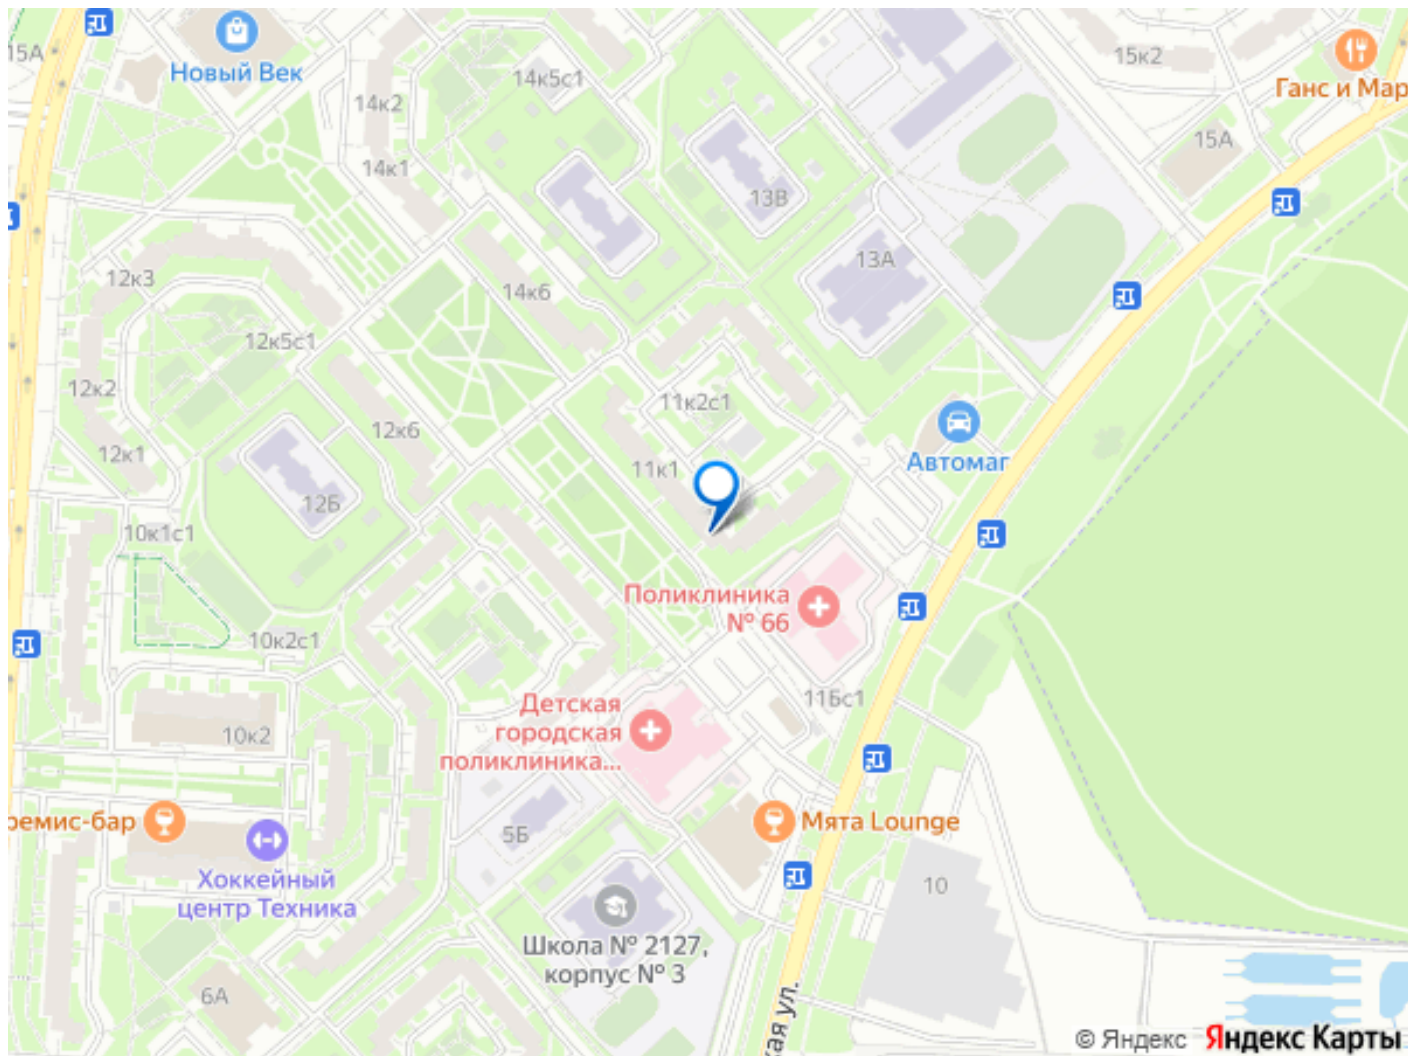 15А
Новый Век
14к5с1
15к2
Ганс и Мар
14к2
15А
14к1
13В
13А
12к3
14к6
12к5с1
12к2
11к2с1
12к6
12к1
11к1
Автомаг
12Б
10к1с1
Поликлиника
№ 66
10к2с1
11Бс1
Детская
городская
поликлиника...
10к2
ремис-бар
Мята Lounge
5Б
Хоккейный
центр Техника
10
Школа № 2127,
корпус № 3
6А
кая ул.
© Яндекс Яндекс Карты